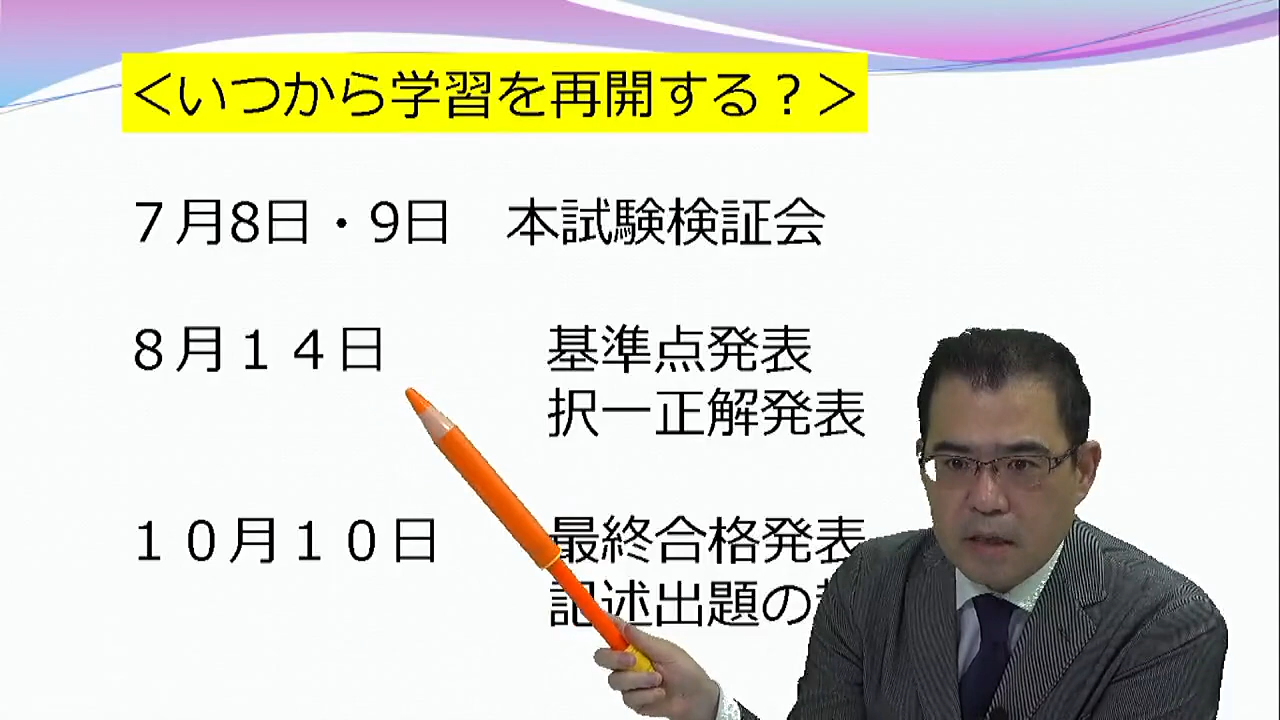 ＜いつから学習を再開する？＞
７月8日・9日　本試験検証会
８月１４日　基準点発表
択一正解発表
１０月１０日　最終合格発表
記述出題の